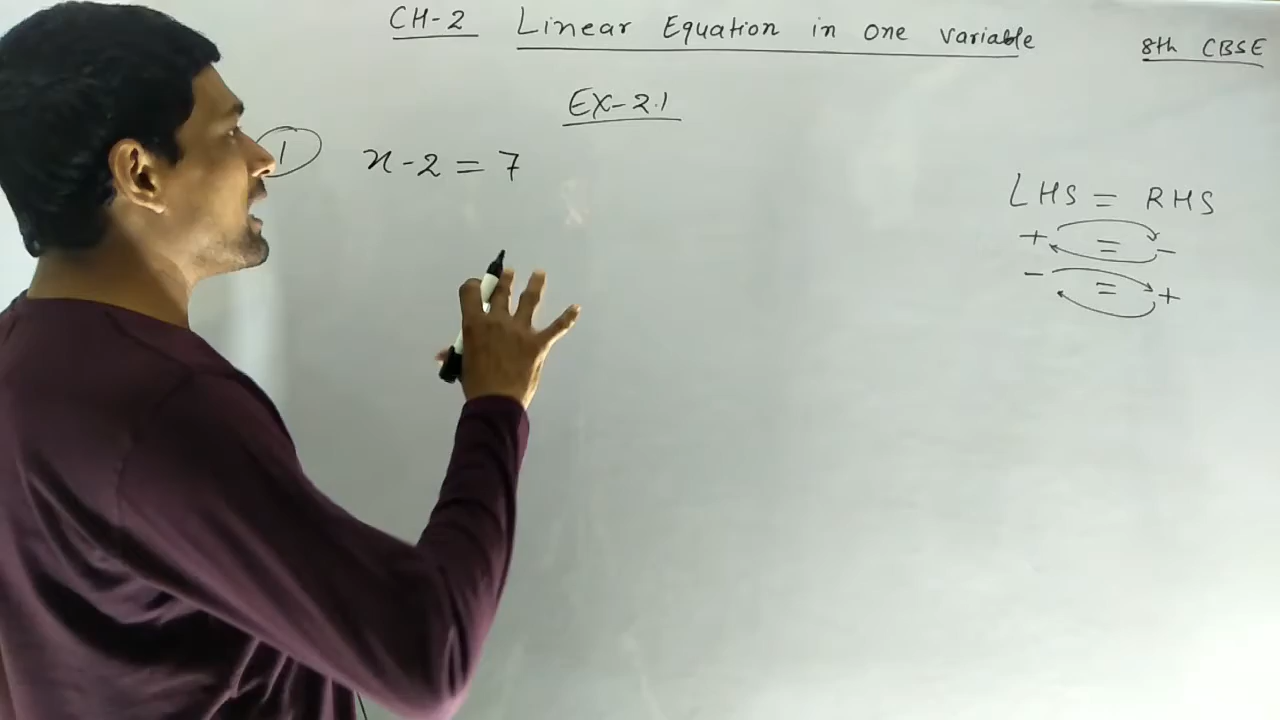 CH-2 Linear Equation in one variable 8th CBSE
EX-2.1
1 x-2 = 7
LHS = RHS
+ = -
- = +